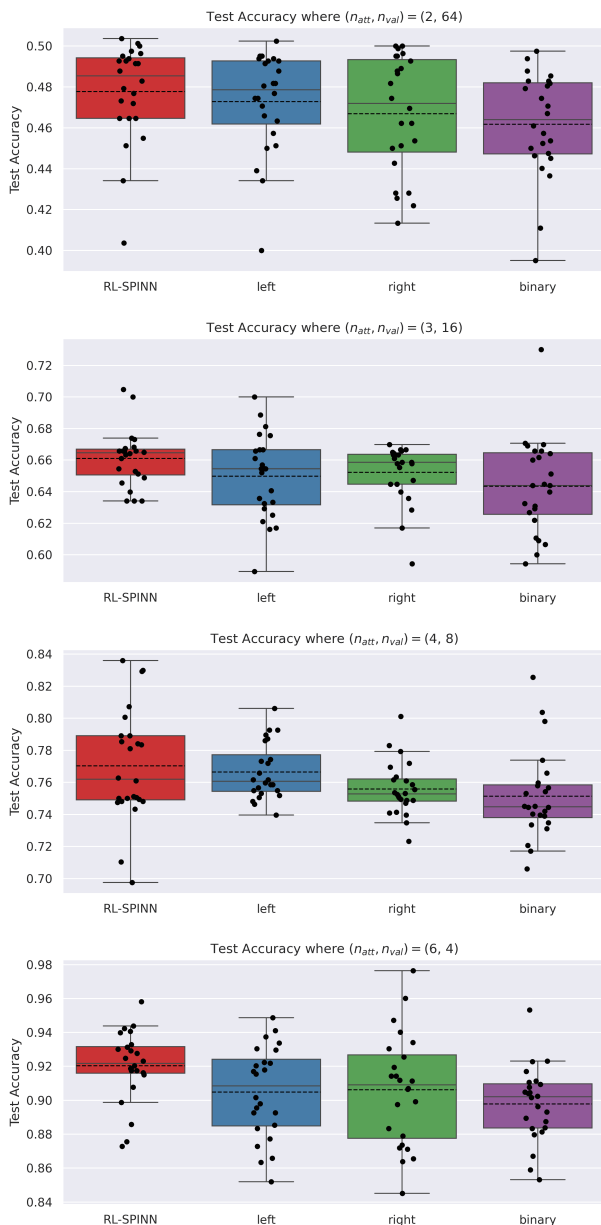 Test Accuracy where (n_att, n_val) = (2, 64)
Test Accuracy
0.50
0.48
0.46
0.44
0.42
0.40
RL-SPINN left right binary
Test Accuracy where (n_att, n_val) = (3, 16)
Test Accuracy
0.72
0.70
0.68
0.66
0.64
0.62
0.60
RL-SPINN left right binary
Test Accuracy where (n_att, n_val) = (4, 8)
Test Accuracy
0.84
0.82
0.80
0.78
0.76
0.74
0.72
0.70
RL-SPINN left right binary
Test Accuracy where (n_att, n_val) = (6, 4)
Test Accuracy
0.98
0.96
0.94
0.92
0.90
0.88
0.86
0.84
RL-SPINN left right binary